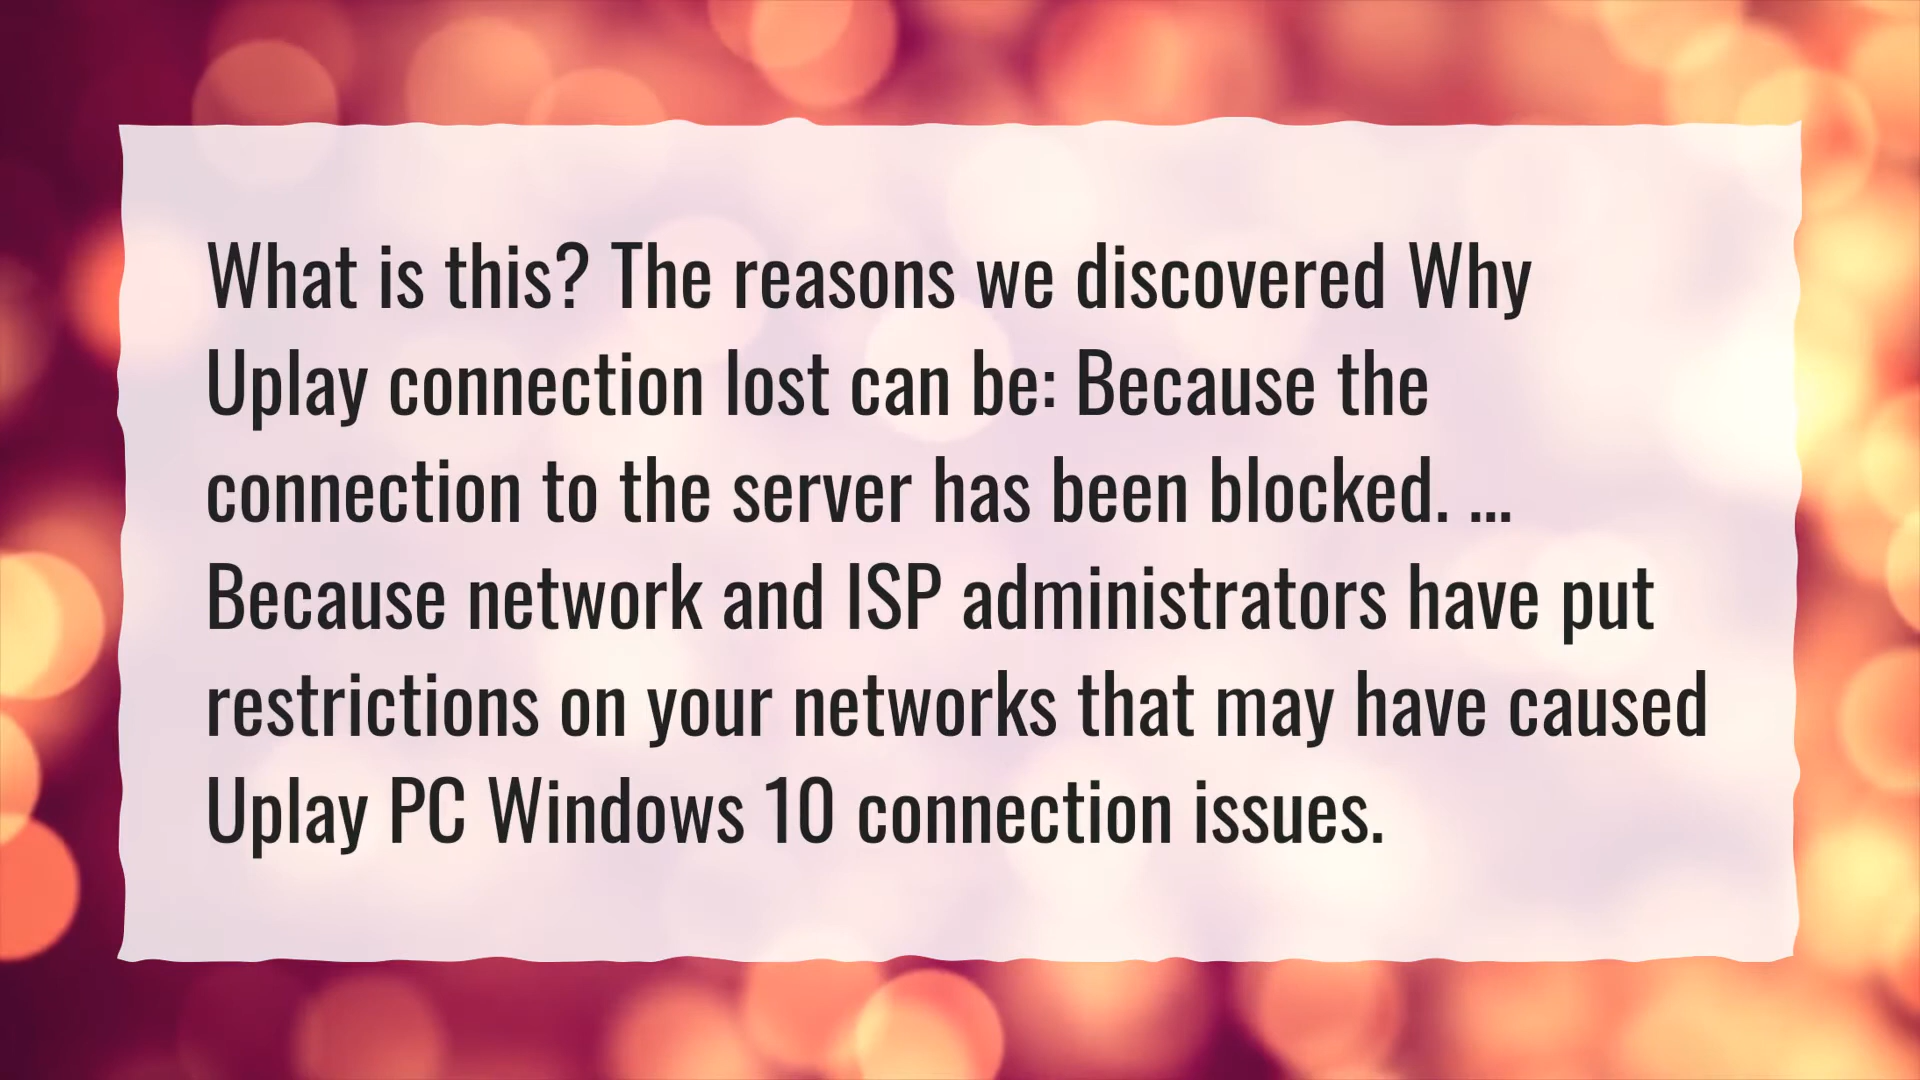 What is this? The reasons we discovered Why
Uplay connection lost can be: Because the
connection to the server has been blocked. ...
Because network and ISP administrators have put
restrictions on your networks that may have caused
Uplay PC Windows 10 connection issues.